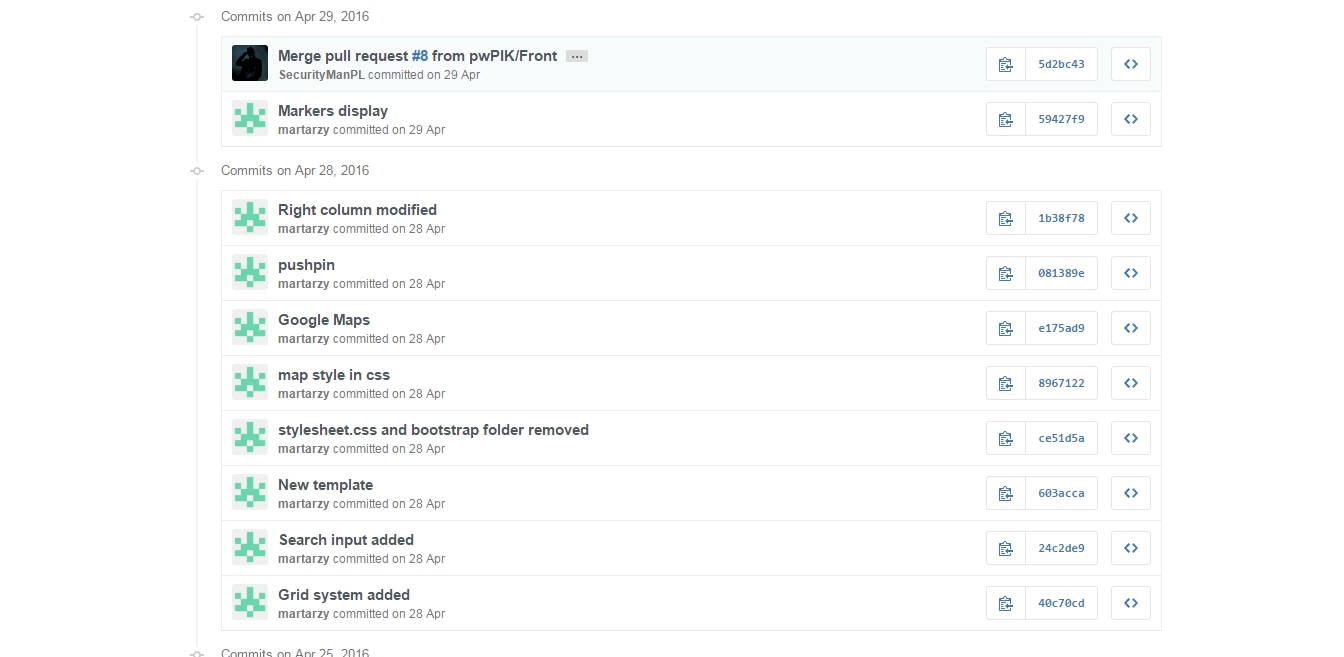 Commits on Apr 29, 2016
Merge pull request #8 from pwPIK/Front ...
SecurityManPL committed on 29 Apr
5d2bc43
Markers display
martarzy committed on 29 Apr
59427f9
Commits on Apr 28, 2016
Right column modified
martarzy committed on 28 Apr
1b38f78
pushpin
martarzy committed on 28 Apr
081389e
Google Maps
martarzy committed on 28 Apr
e175ad9
map style in css
martarzy committed on 28 Apr
8967122
stylesheet.css and bootstrap folder removed
martarzy committed on 28 Apr
ce51d5a
New template
martarzy committed on 28 Apr
603acca
Search input added
martarzy committed on 28 Apr
24c2de9
Grid system added
martarzy committed on 28 Apr
40c70cd
Commits on Apr 25, 2016